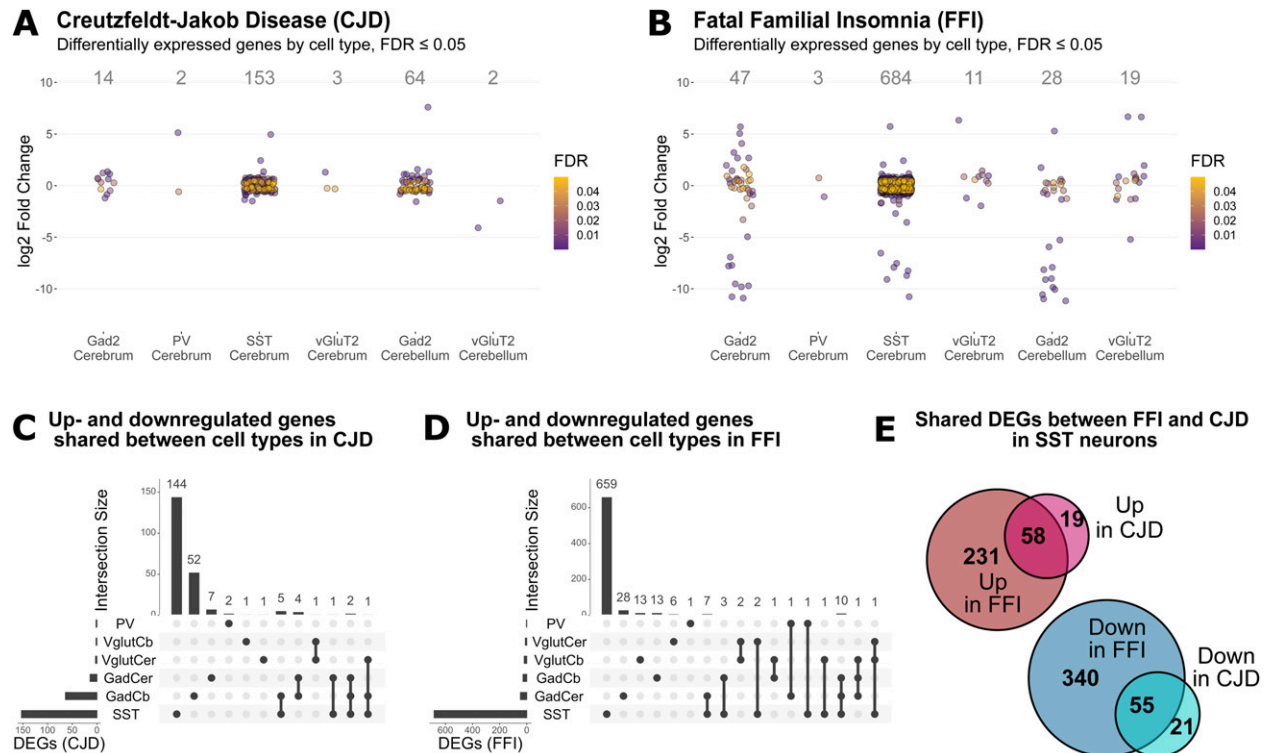 A Creutzfeldt-Jakob Disease (CJD)
Differentially expressed genes by cell type, FDR ≤ 0.05
14 2 153 3 64 2
10
5
0
-5
-10
log2 Fold Change
FDR
0.04
0.03
0.02
0.01
Gad2 PV SST vGluT2 Gad2 vGluT2
Cerebrum Cerebrum Cerebrum Cerebrum Cerebellum Cerebellum
B Fatal Familial Insomnia (FFI)
Differentially expressed genes by cell type, FDR ≤ 0.05
47 3 684 11 28 19
10
5
0
-5
-10
log2 Fold Change
FDR
0.04
0.03
0.02
0.01
Gad2 PV SST vGluT2 Gad2 vGluT2
Cerebrum Cerebrum Cerebrum Cerebrum Cerebellum Cerebellum
C Up- and downregulated genes
shared between cell types in CJD
Intersection Size
150
100
50
0
144 52 7 2 1 1 5 4 1 1 2 1
PV
VglutCb
VglutCer
GadCer
GadCb
SST
150 100 50 0
DEGs (CJD)
D Up- and downregulated genes
shared between cell types in FFI
Intersection Size
600
400
200
0
659 28 13 13 6 1 7 3 2 2 1 1 1 1 10 1 1
PV
VglutCer
VglutCb
GadCb
GadCer
SST
600 400 200 0
DEGs (FFI)
E Shared DEGs between FFI and CJD
in SST neurons
231
Up
in FFI
58
19
Up
in CJD
Down
in FFI
340
55
21
Down
in CJD